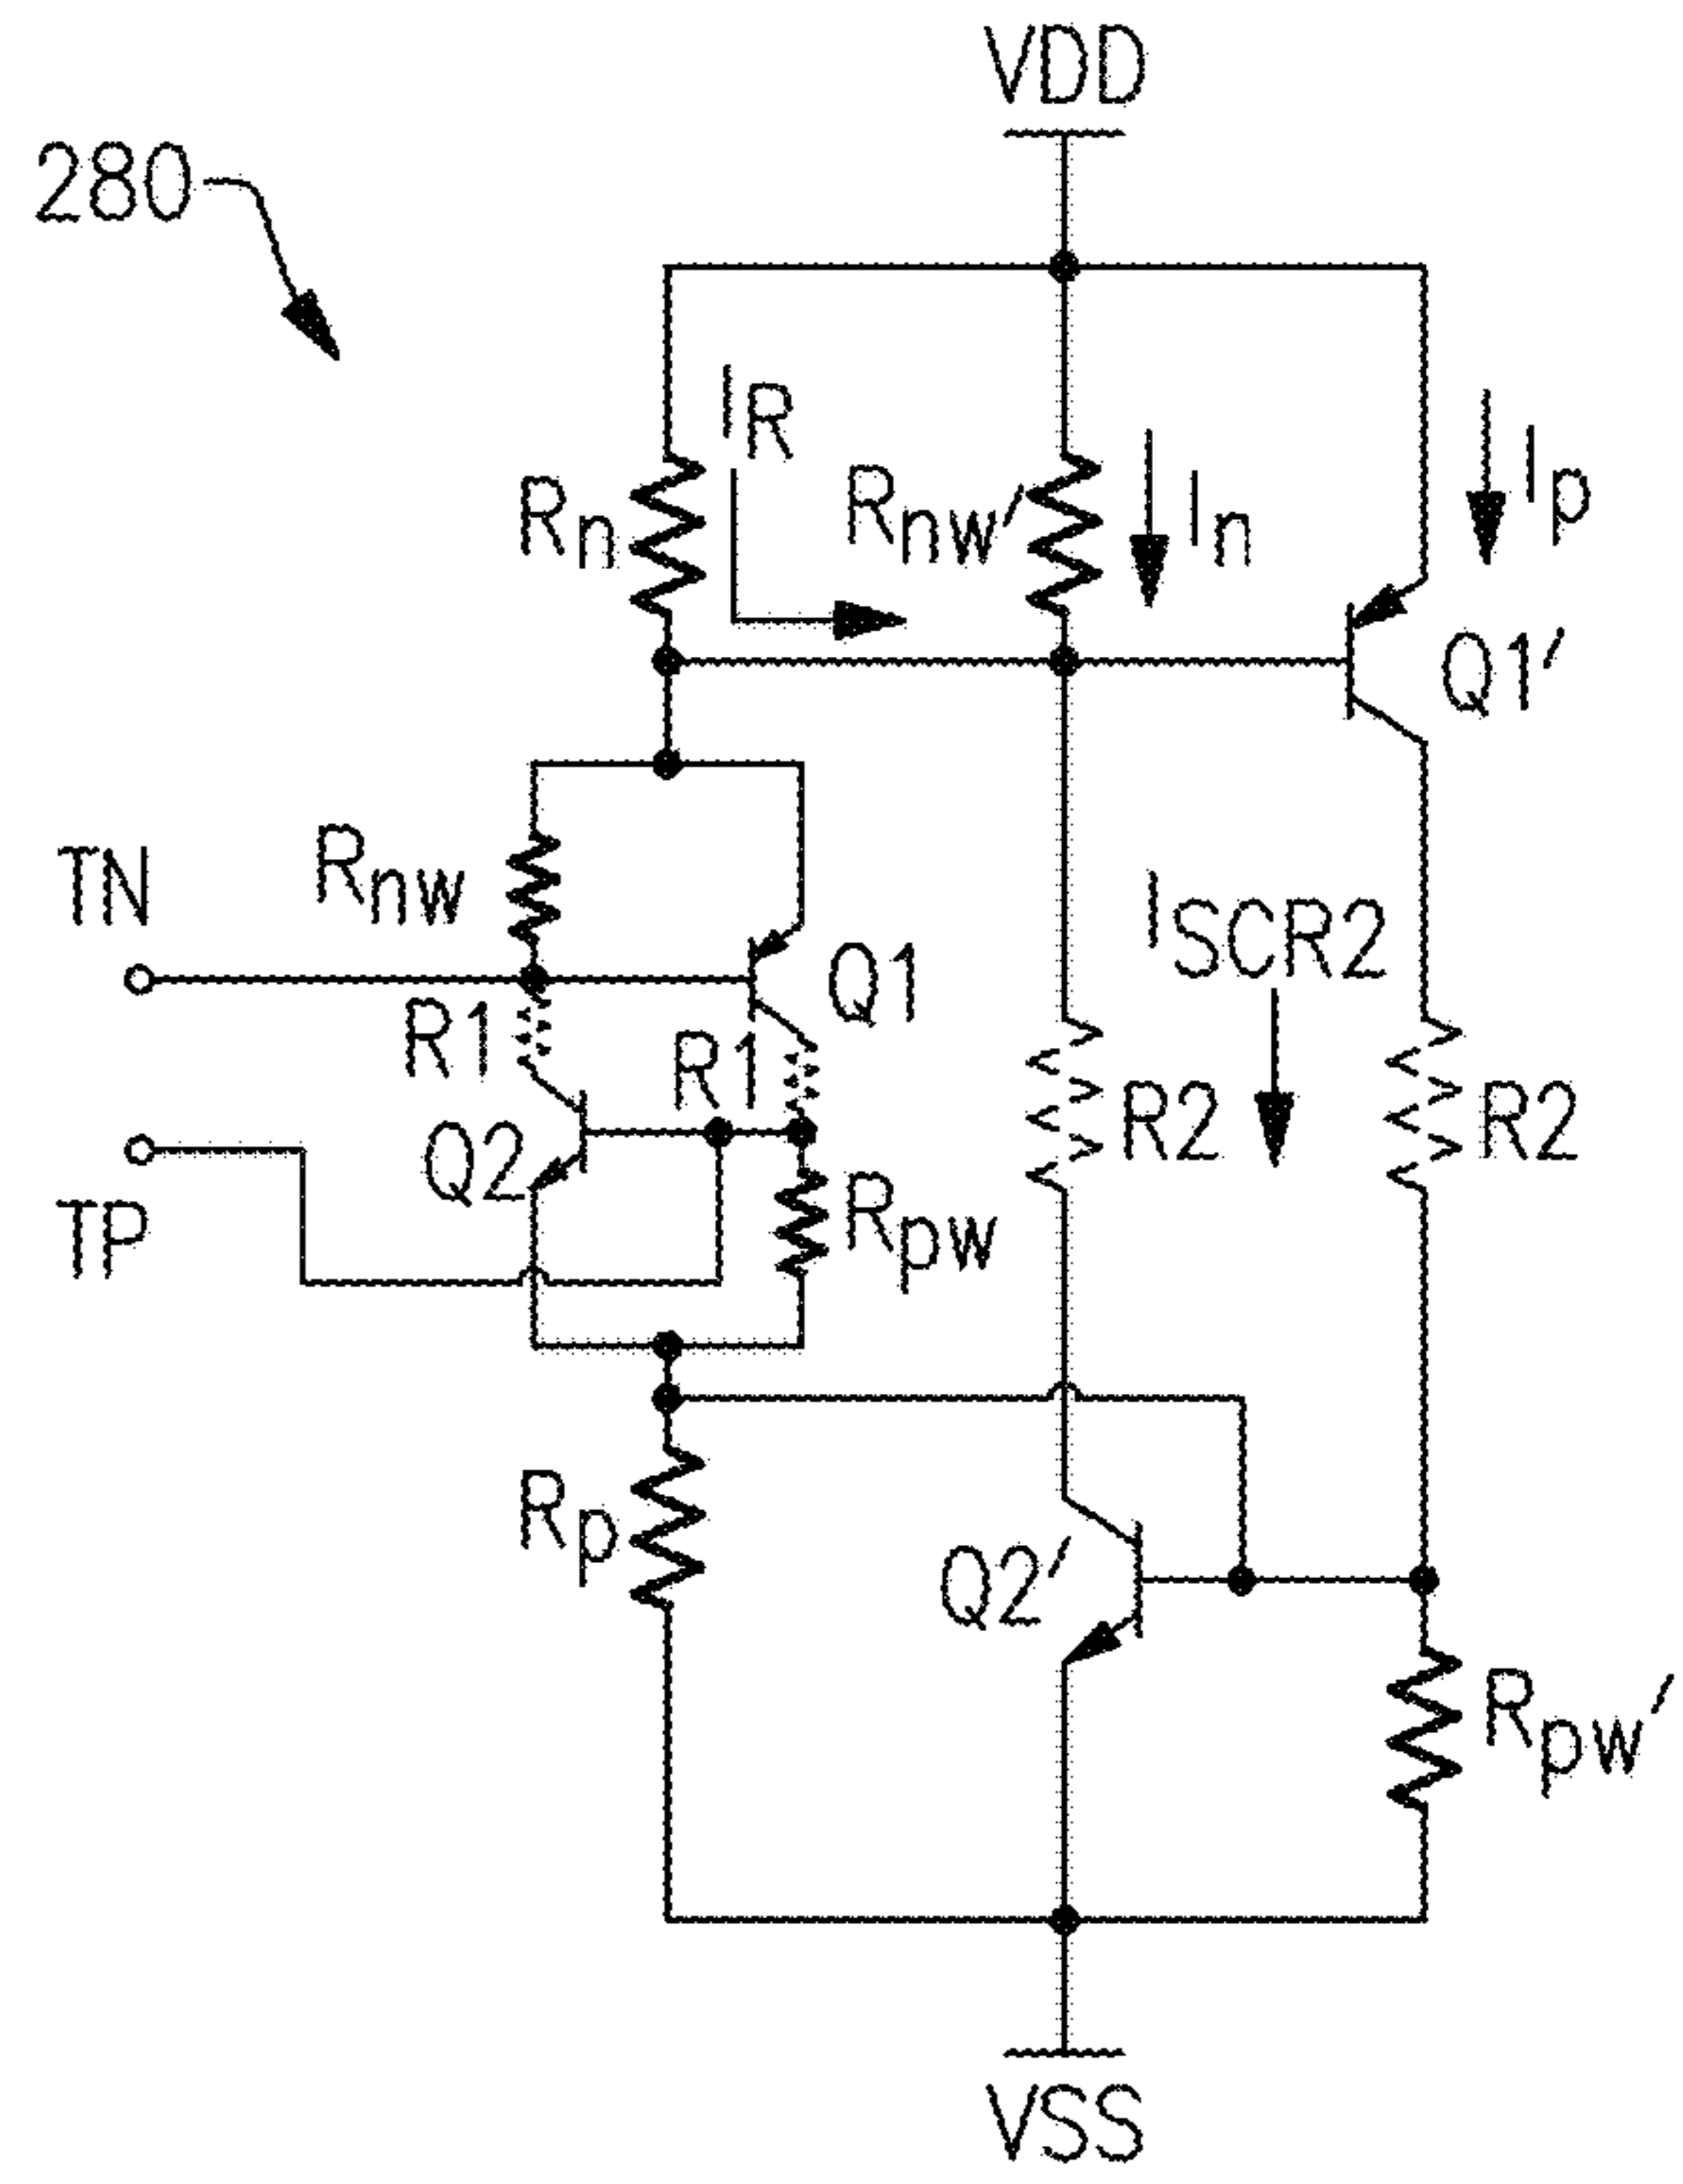 VDD
280
IR
Rn
Rnw'
In
Ip
Q1'
TN
Rnw
Q1
R1
R1
ISCR2
Q2
TP
Rpw
R2
R2
Rp
Q2'
Rpw'
VSS